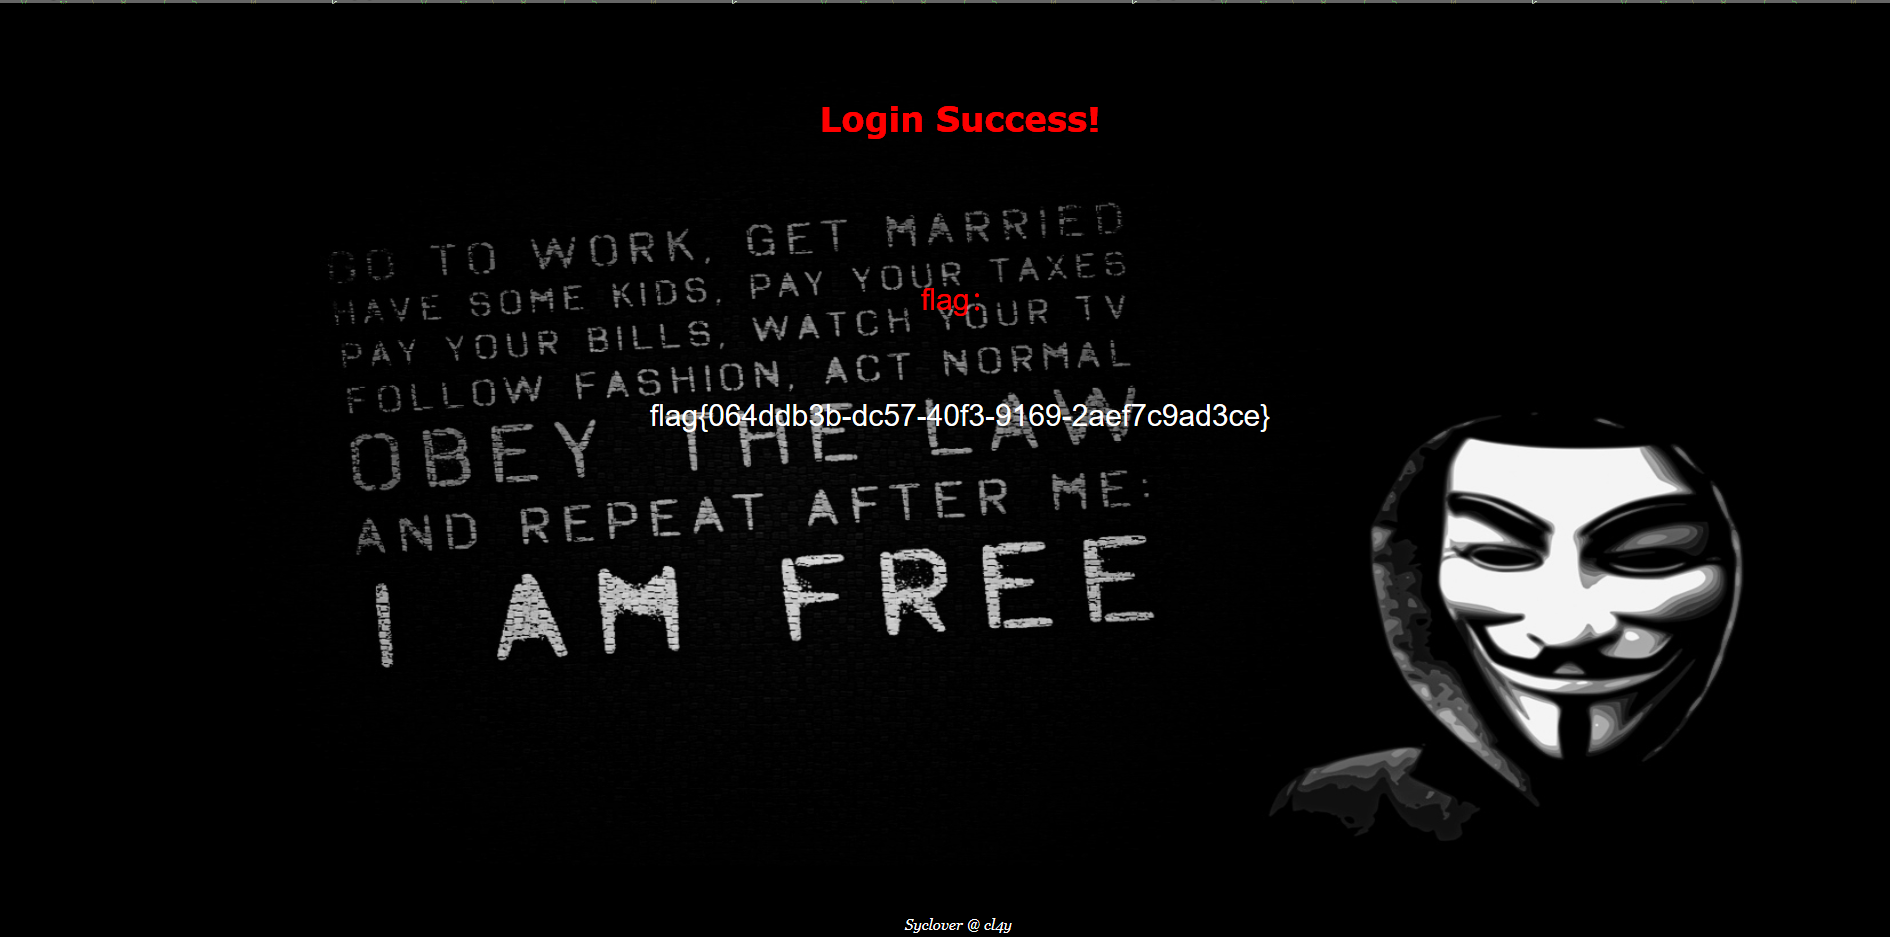 Login Success!
GO TO WORK, GET MARRIED
HAVE SOME KIDS, PAY YOUR TAXES
flag：
PAY YOUR BILLS, WATCH YOUR TV
FOLLOW FASHION, ACT NORMAL
flag{064ddb3b-dc57-40f3-9169-2aef7c9ad3ce}
OBEY THE LAW
AND REPEAT AFTER ME:
I AM FREE
Syclover @ cl4y